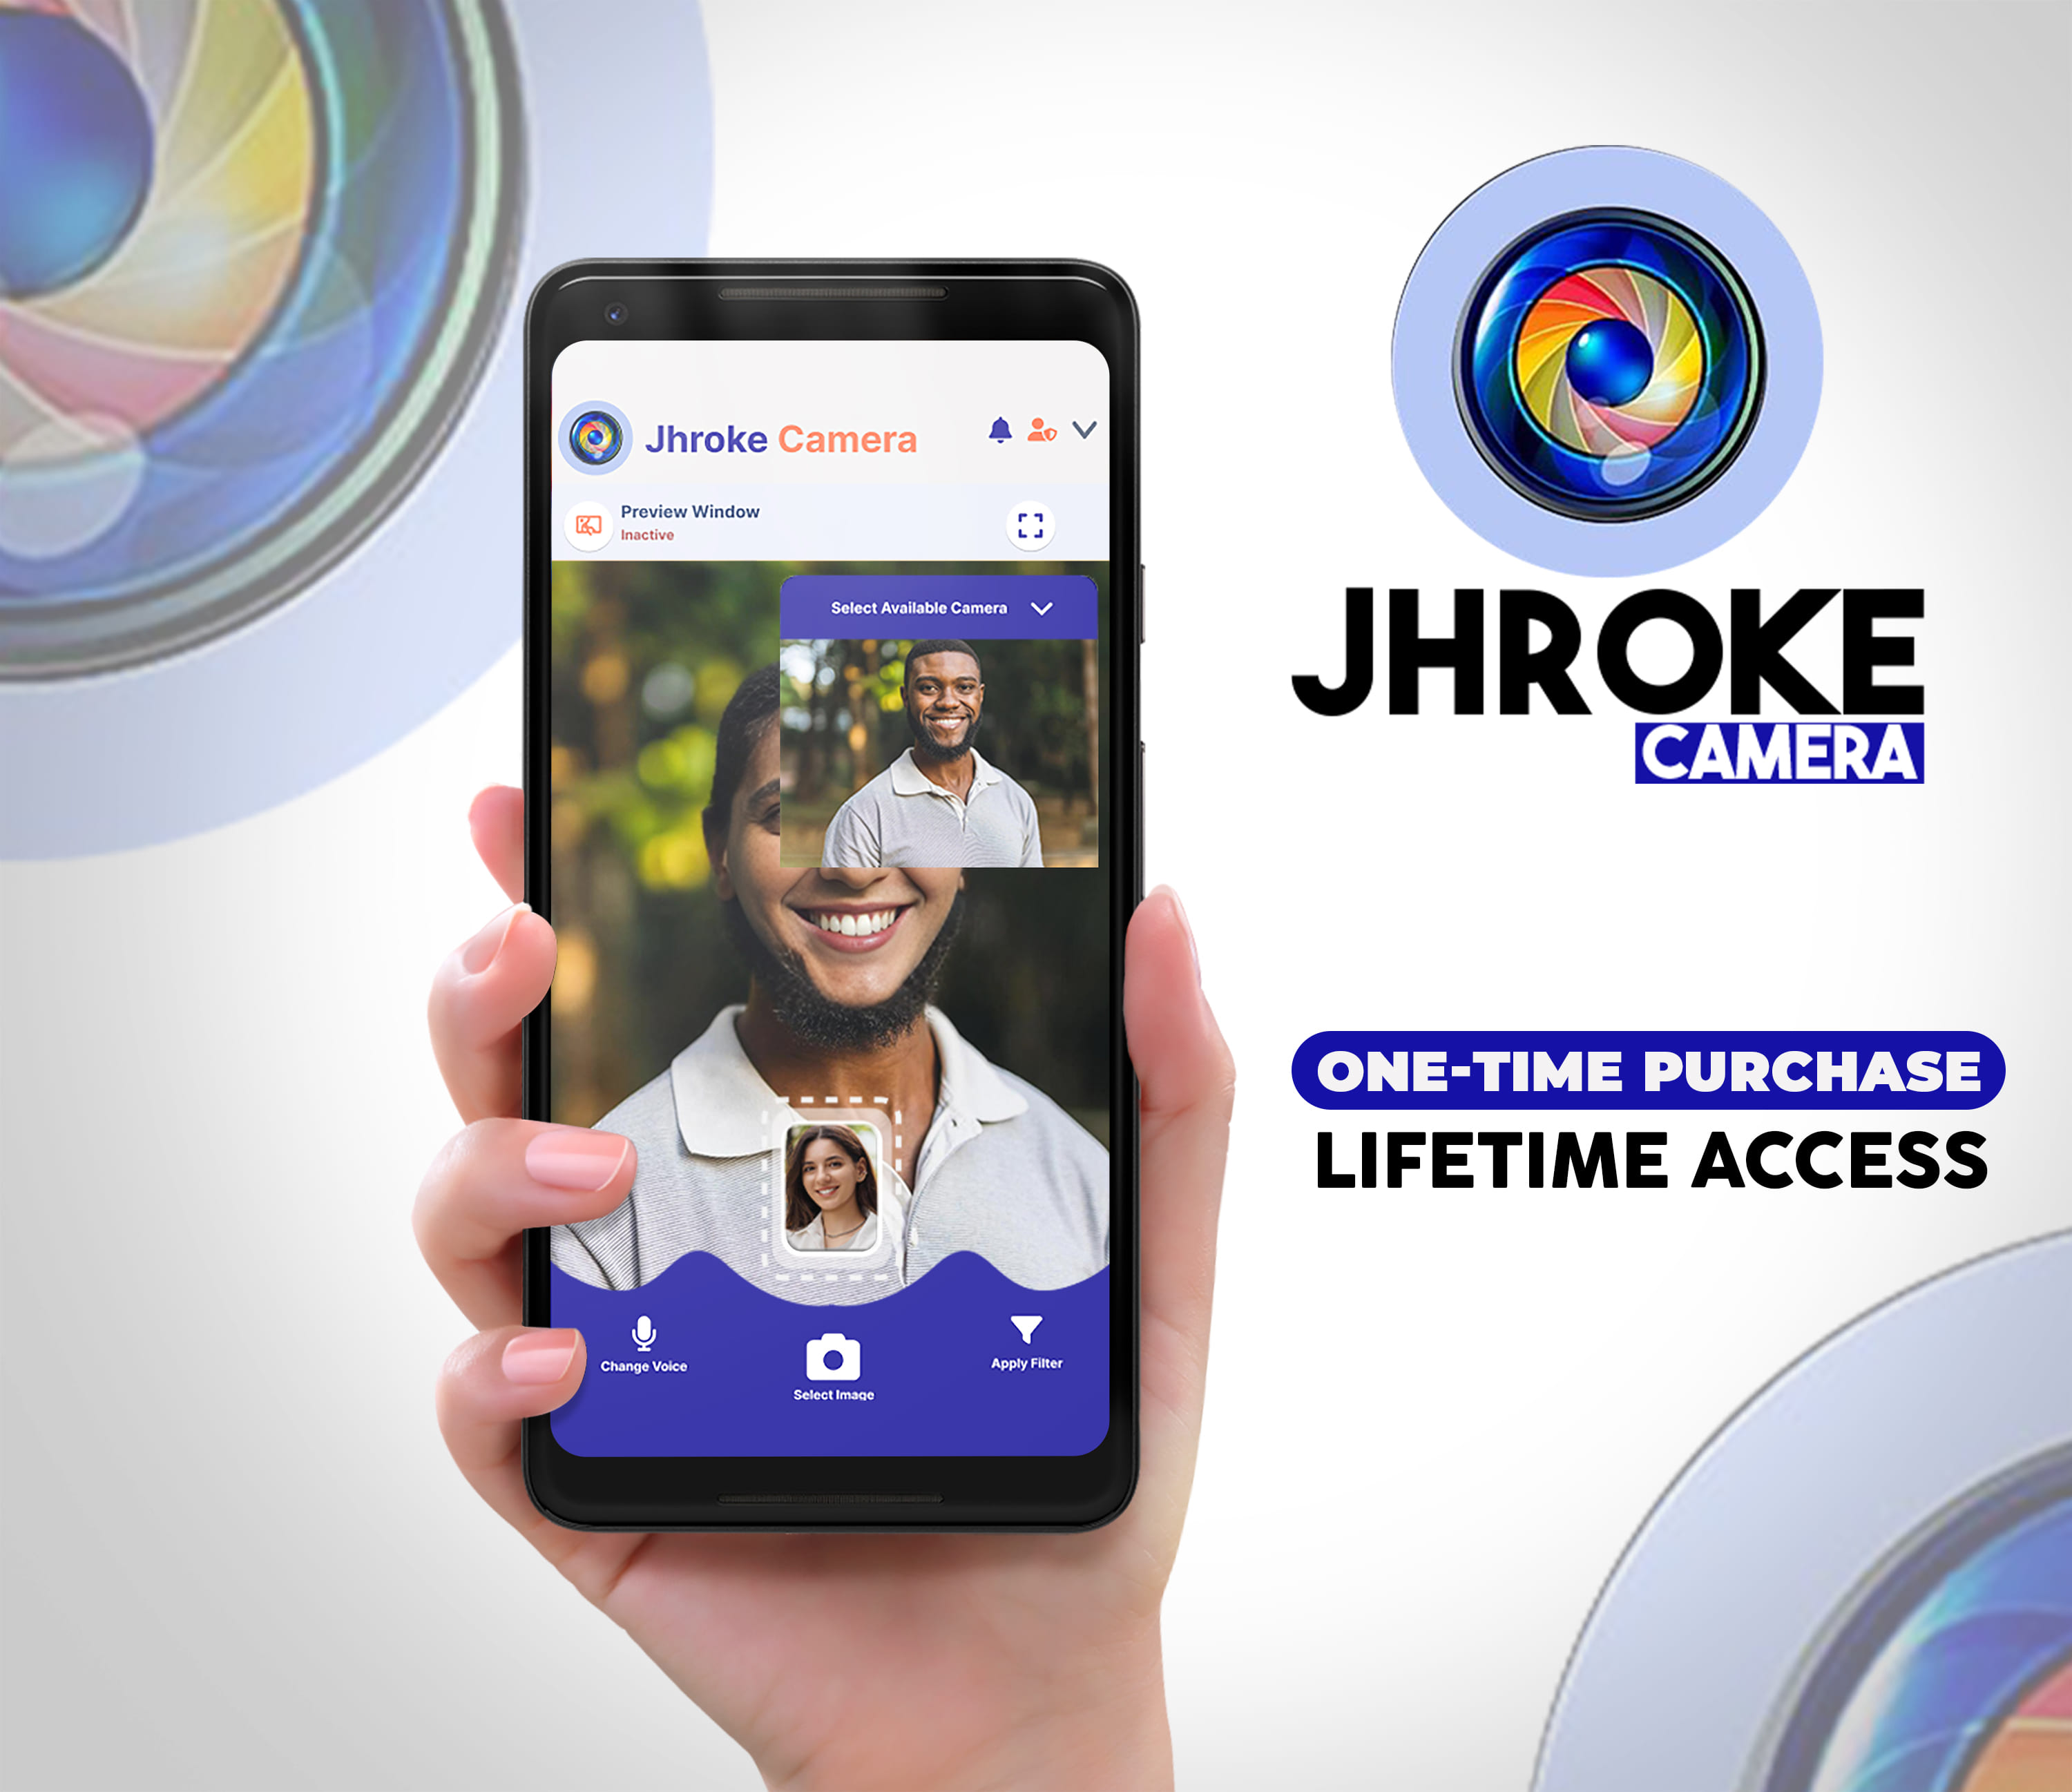 Jhroke Camera
Preview Window
Inactive
Select Available Camera
Change Voice
Select Image
Apply Filter
JHROKE
CAMERA
ONE-TIME PURCHASE
LIFETIME ACCESS